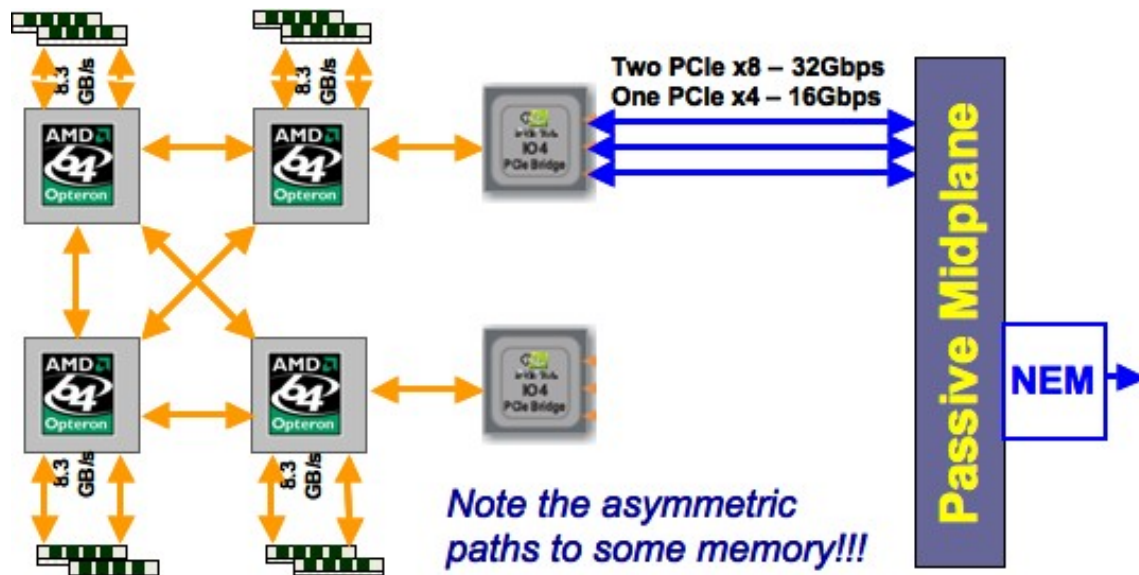 8.3
GB/s
8.3
GB/s
Two PCIe x8 – 32Gbps
One PCIe x4 – 16Gbps
AMD
64
Opteron
AMD
64
Opteron
IO4
PCIe Bridge
AMD
64
Opteron
AMD
64
Opteron
IO4
PCIe Bridge
Passive Midplane
NEM
8.3
GB/s
8.3
GB/s
Note the asymmetric
paths to some memory!!!